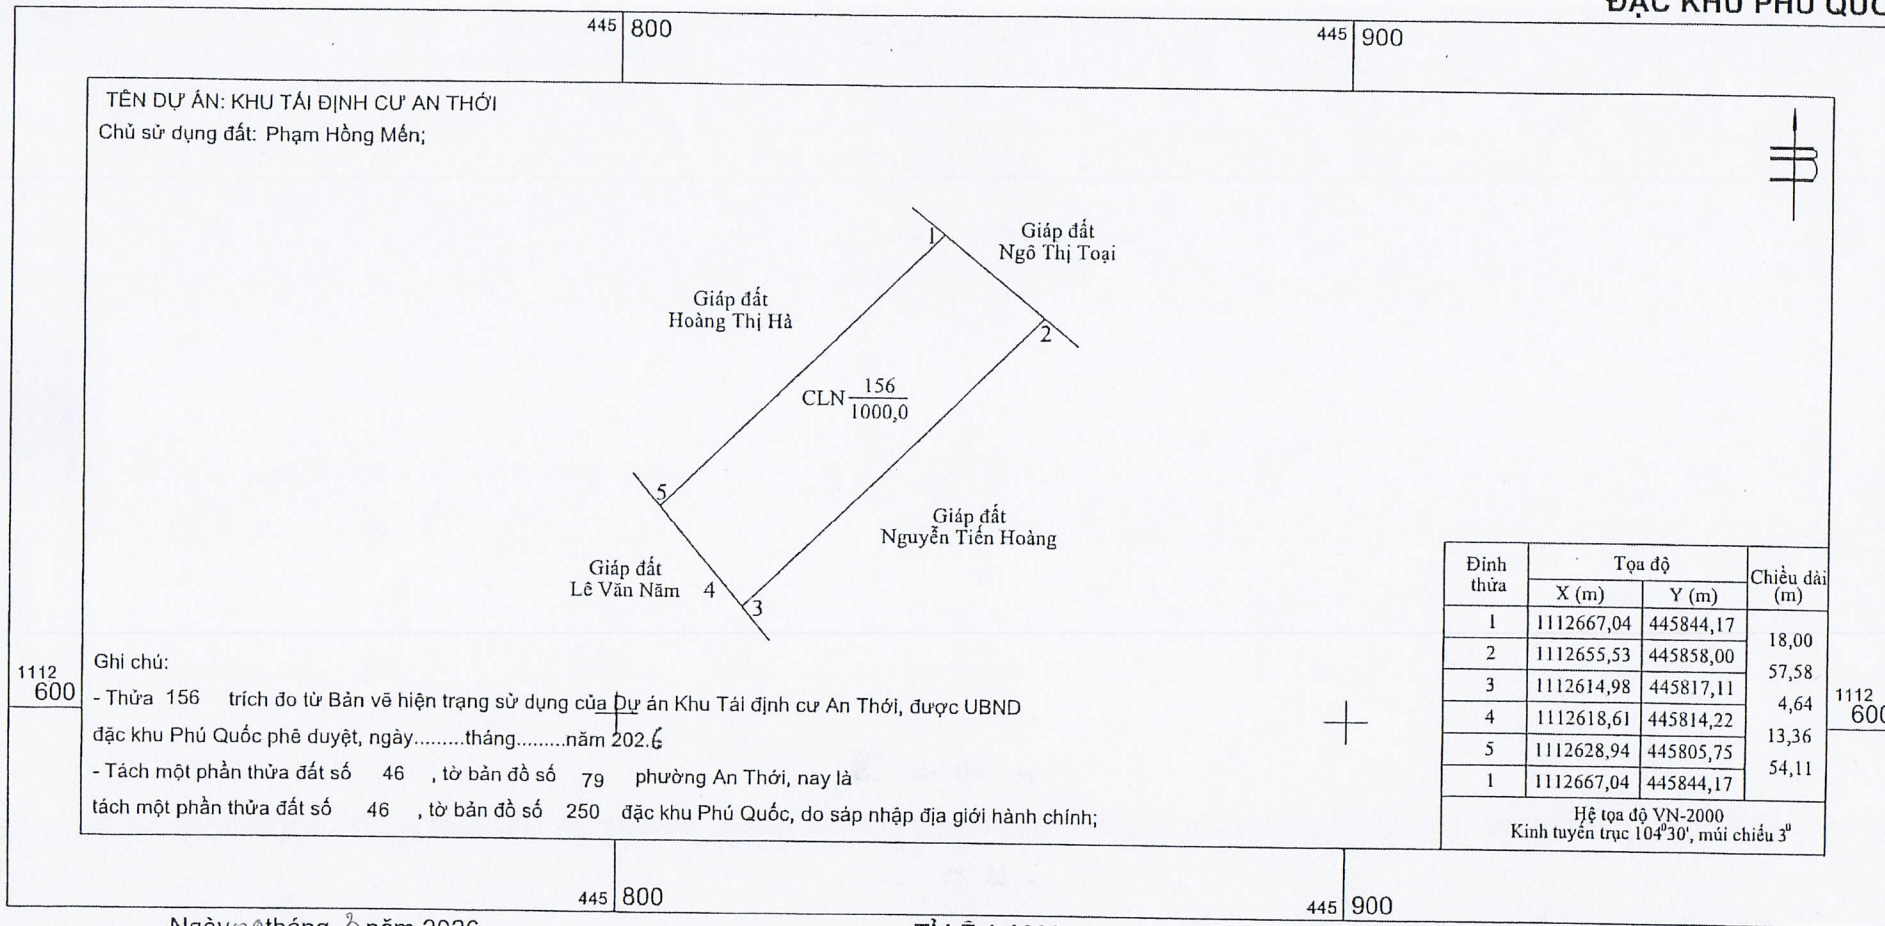 ĐẶC KHU PHÚ QUỐC
445 800
445 900
TÊN DỰ ÁN: KHU TÁI ĐỊNH CƯ AN THỚI
Chủ sử dụng đất: Phạm Hồng Mến;
1
Giáp đất
Ngô Thị Toại
Giáp đất
Hoàng Thị Hà
2
CLN 156
1000,0
5
Giáp đất
Nguyễn Tiến Hoàng
Giáp đất
Lê Văn Năm
4
3
Đỉnh thửa Tọa độ Chiều dài (m)
X (m) Y (m)
1 1112667,04 445844,17
18,00
2 1112655,53 445858,00
57,58
3 1112614,98 445817,11
4,64
4 1112618,61 445814,22
13,36
5 1112628,94 445805,75
54,11
1 1112667,04 445844,17
Hệ tọa độ VN-2000
Kinh tuyến trục 104⁰30', múi chiếu 3⁰
1112 600
1112 600
Ghi chú:
- Thửa 156 trích đo từ Bản vẽ hiện trạng sử dụng của Dự án Khu Tái định cư An Thới, được UBND
đặc khu Phú Quốc phê duyệt, ngày.........tháng.........năm 202.6
- Tách một phần thửa đất số 46 , tờ bản đồ số 79 phường An Thới, nay là
tách một phần thửa đất số 46 , tờ bản đồ số 250 đặc khu Phú Quốc, do sáp nhập địa giới hành chính;
445 800
445 900
Ngày tháng năm 2026